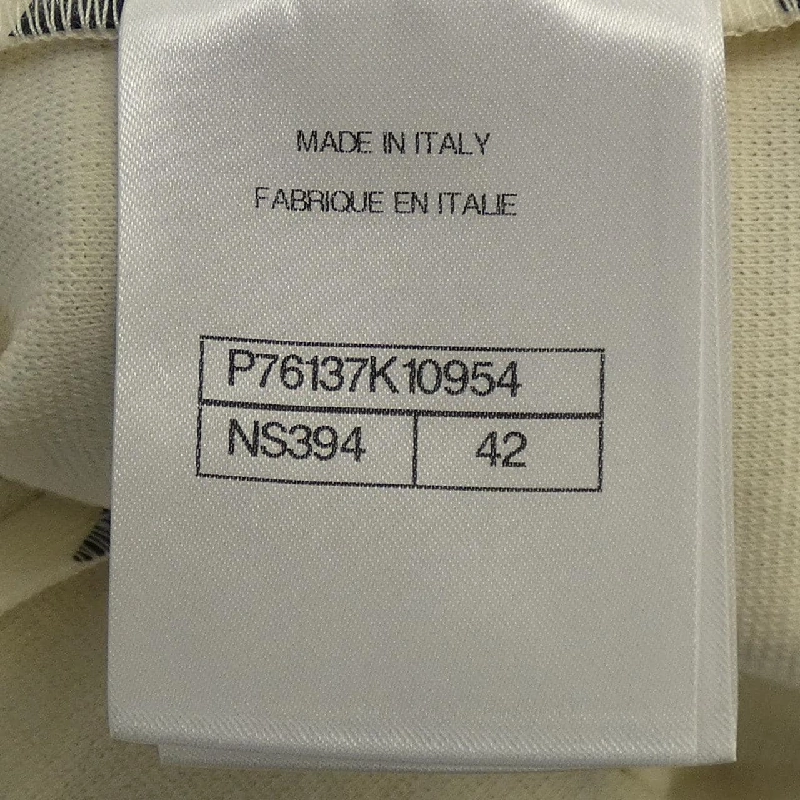 MADE IN ITALY
FABRIQUE EN ITALIE
P76137K10954
NS394 42